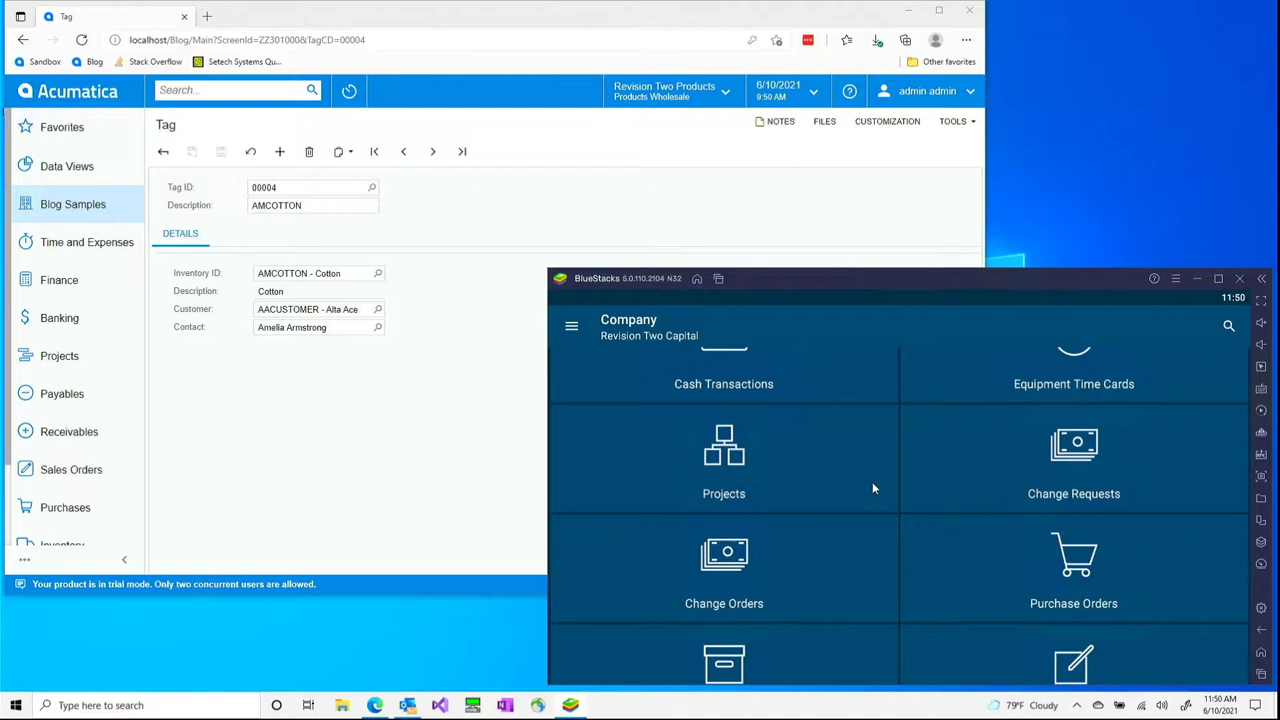 Tag
localhost/Blog/Main?ScreenId=ZZ301000&TagCD=00004
Sandbox
Blog
Stack Overflow
Setech Systems Qu...
Other favorites
Acumatica
Search...
Revision Two Products
Products Wholesale
6/10/2021
9:50 AM
admin admin
Favorites
Data Views
Blog Samples
Time and Expenses
Finance
Banking
Projects
Payables
Receivables
Sales Orders
Purchases
Inventory
Tag
NOTES
FILES
CUSTOMIZATION
TOOLS
Tag ID:
00004
Description:
AMCOTTON
DETAILS
Inventory ID:
AMCOTTON - Cotton
Description:
Cotton
Customer:
AACUSTOMER - Alta Ace
Contact:
Amelia Armstrong
Your product is in trial mode. Only two concurrent users are allowed.
BlueStacks 5.0.110.2104 N32
11:50
Company
Revision Two Capital
Cash Transactions
Equipment Time Cards
Projects
Change Requests
Change Orders
Purchase Orders
Type here to search
79°F Cloudy
11:50 AM
6/10/2021